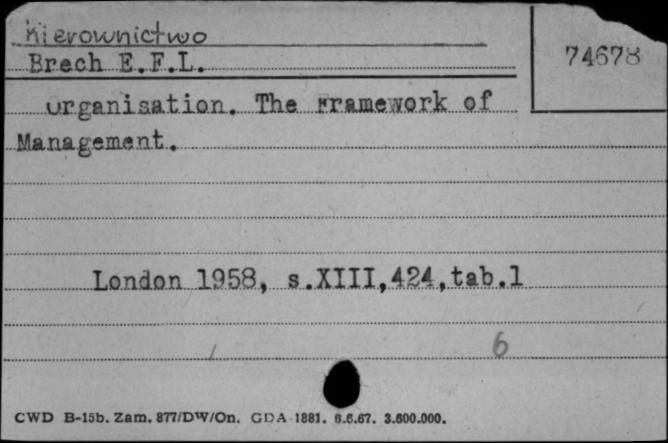 Kierownictwo
Brech E.F.L.
74678
Organisation. The Framework of
Management.
London 1958, s.XIII,424,tab.1
6
CWD B-15b. Zam. 877/DW/On. GDA-1881. 6.6.67. 3.600.000.